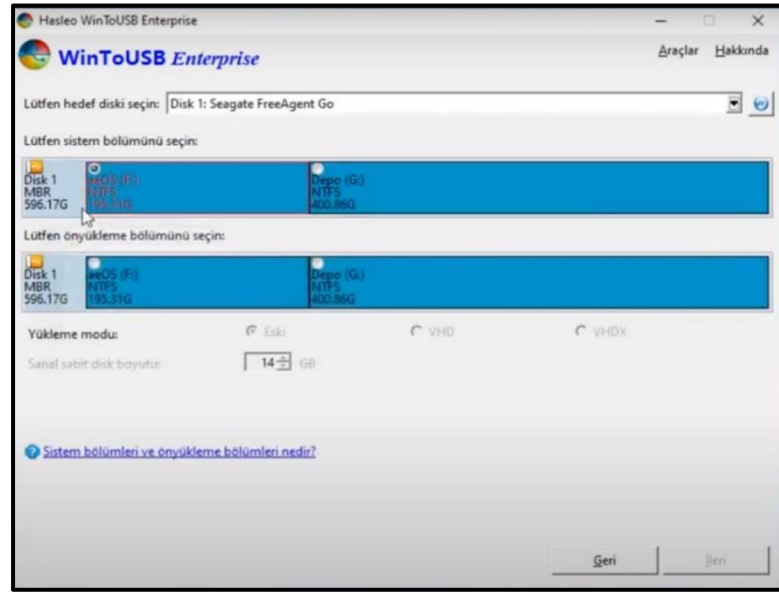 Hasleo WinToUSB Enterprise
WinToUSB Enterprise
Araçlar Hakkında
Lütfen hedef diski seçin: Disk 1: Seagate FreeAgent Go
Lütfen sistem bölümünü seçin:
Disk 1 aeOS (F:) Depo (G:)
MBR NTFS NTFS
596.17G 195.31G 400.86G
Lütfen önyükleme bölümünü seçin:
Disk 1 aeOS (F:) Depo (G:)
MBR NTFS NTFS
596.17G 195.31G 400.86G
Yükleme modu: Eski VHD VHDX
Sanal sabit disk boyutu: 14 GB
Sistem bölümleri ve önyükleme bölümleri nedir?
Geri İleri